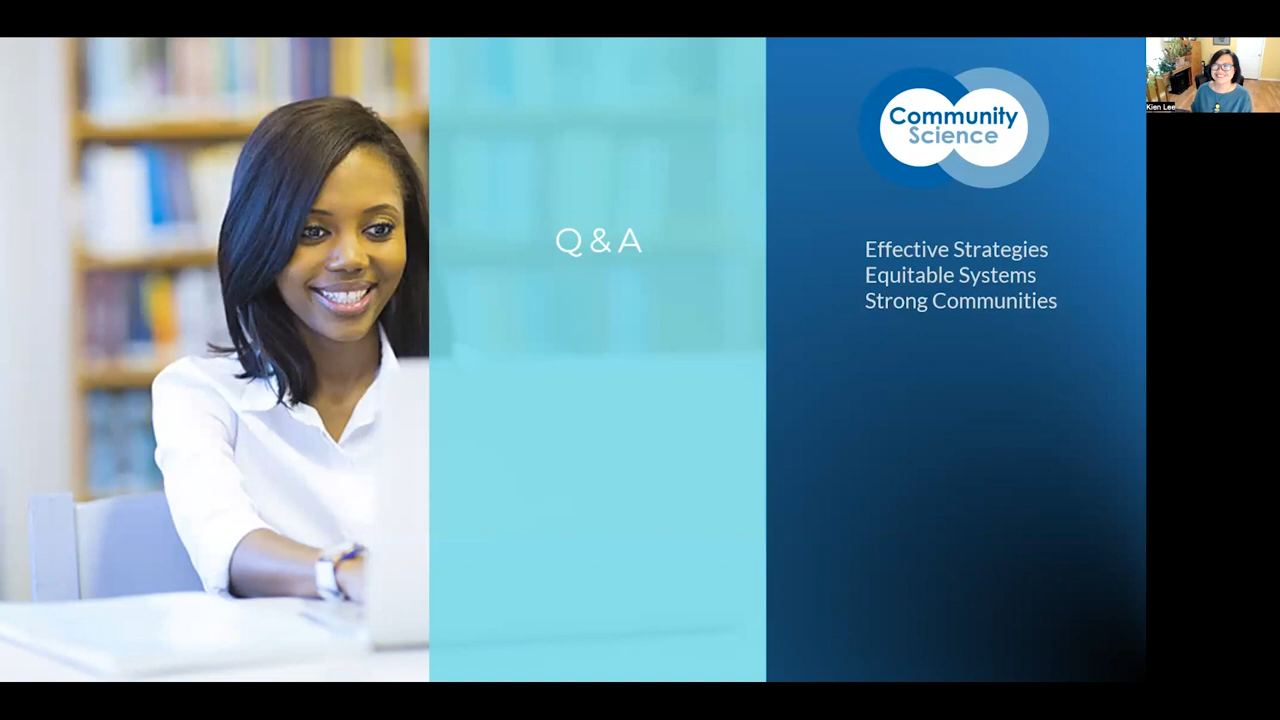 Q & A
Community
Science
Effective Strategies
Equitable Systems
Strong Communities
Kien Lee